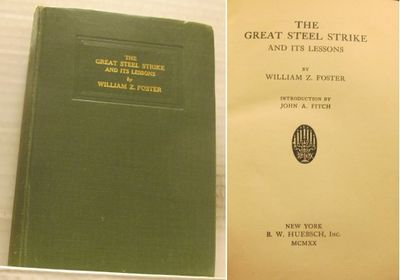 THE
GREAT STEEL STRIKE
AND ITS LESSONS
by
WILLIAM Z. FOSTER
THE
GREAT STEEL STRIKE
AND ITS LESSONS
BY
WILLIAM Z. FOSTER
INTRODUCTION BY
JOHN A. FITCH
NEW YORK
B. W. HUEBSCH, INC.
MCMXX